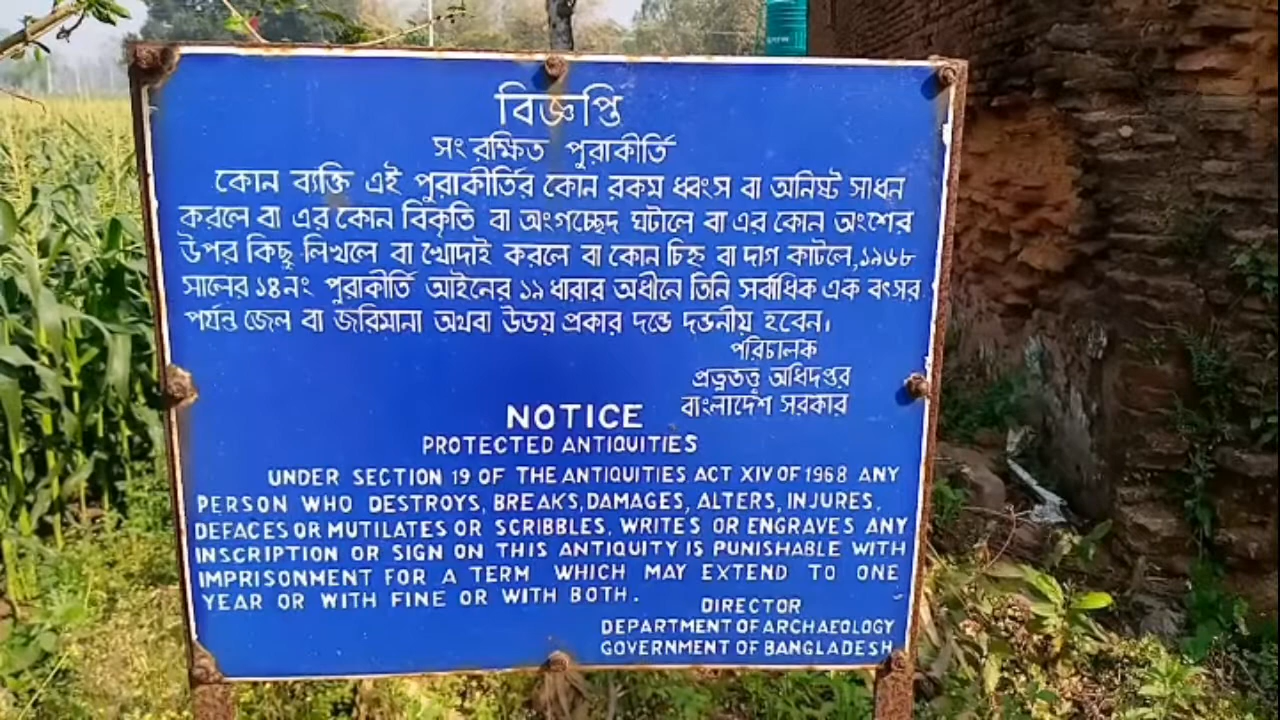 বিজ্ঞপ্তি
সংরক্ষিত পুরাকীর্তি
কোন ব্যক্তি এই পুরাকীর্তির কোন রকম ধ্বংস বা অনিষ্ট সাধন
করলে বা এর কোন বিকৃতি বা অংগচ্ছেদ ঘটালে বা এর কোন অংশের
উপর কিছু লিখলে বা খোদাই করলে বা কোন চিহ্ন বা দাগ কাটলে,১৯৬৮
সালের ১৪নং পুরাকীর্তি আইনের ১৯ ধারার অধীনে তিনি সর্বাধিক এক বৎসর
পর্যন্ত জেল বা জরিমানা অথবা উভয় প্রকার দন্ডে দন্ডনীয় হবেন।
পরিচালক
প্রত্নতত্ত্ব অধিদপ্তর
বাংলাদেশ সরকার
NOTICE
PROTECTED ANTIQUITIES
UNDER SECTION 19 OF THE ANTIQUITIES ACT XIV OF 1968 ANY
PERSON WHO DESTROYS, BREAKS, DAMAGES, ALTERS, INJURES,
DEFACES OR MUTILATES OR SCRIBBLES, WRITES OR ENGRAVES ANY
INSCRIPTION OR SIGN ON THIS ANTIQUITY IS PUNISHABLE WITH
IMPRISONMENT FOR A TERM WHICH MAY EXTEND TO ONE
YEAR OR WITH FINE OR WITH BOTH.
DIRECTOR
DEPARTMENT OF ARCHAEOLOGY
GOVERNMENT OF BANGLADESH